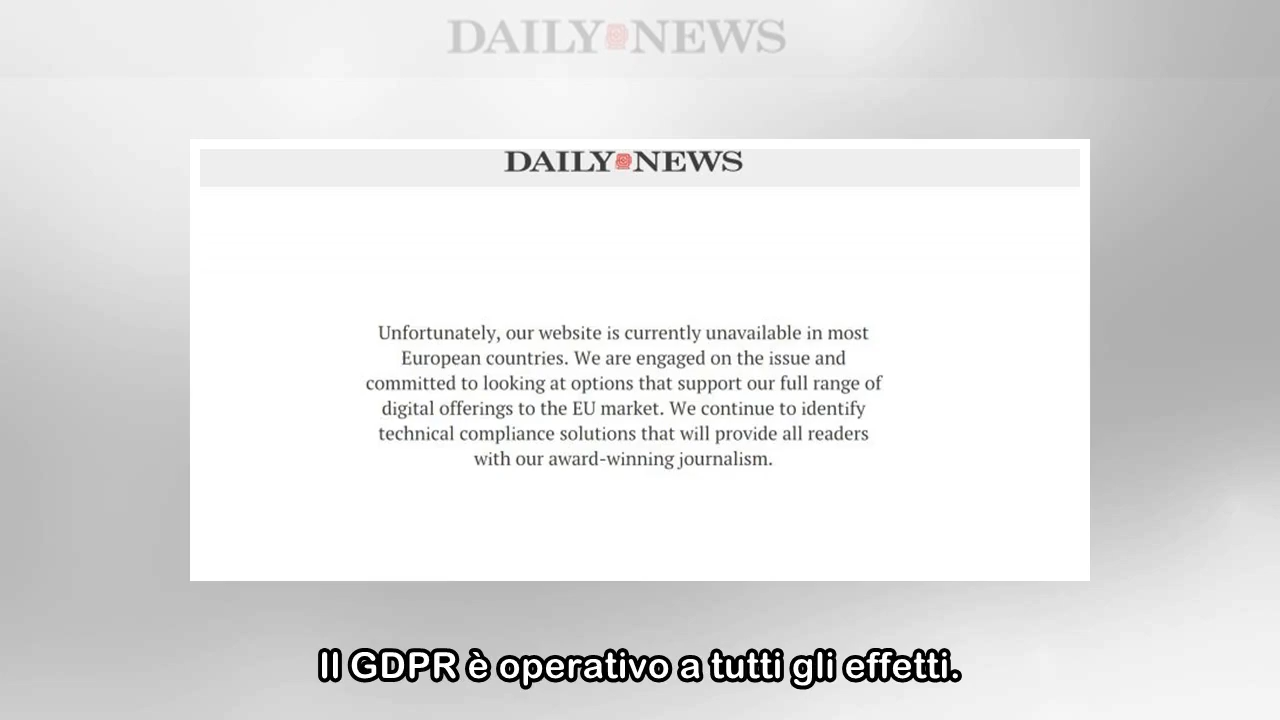 DAILY NEWS
DAILY NEWS
Unfortunately, our website is currently unavailable in most
European countries. We are engaged on the issue and
committed to looking at options that support our full range of
digital offerings to the EU market. We continue to identify
technical compliance solutions that will provide all readers
with our award-winning journalism.
Il GDPR è operativo a tutti gli effetti.